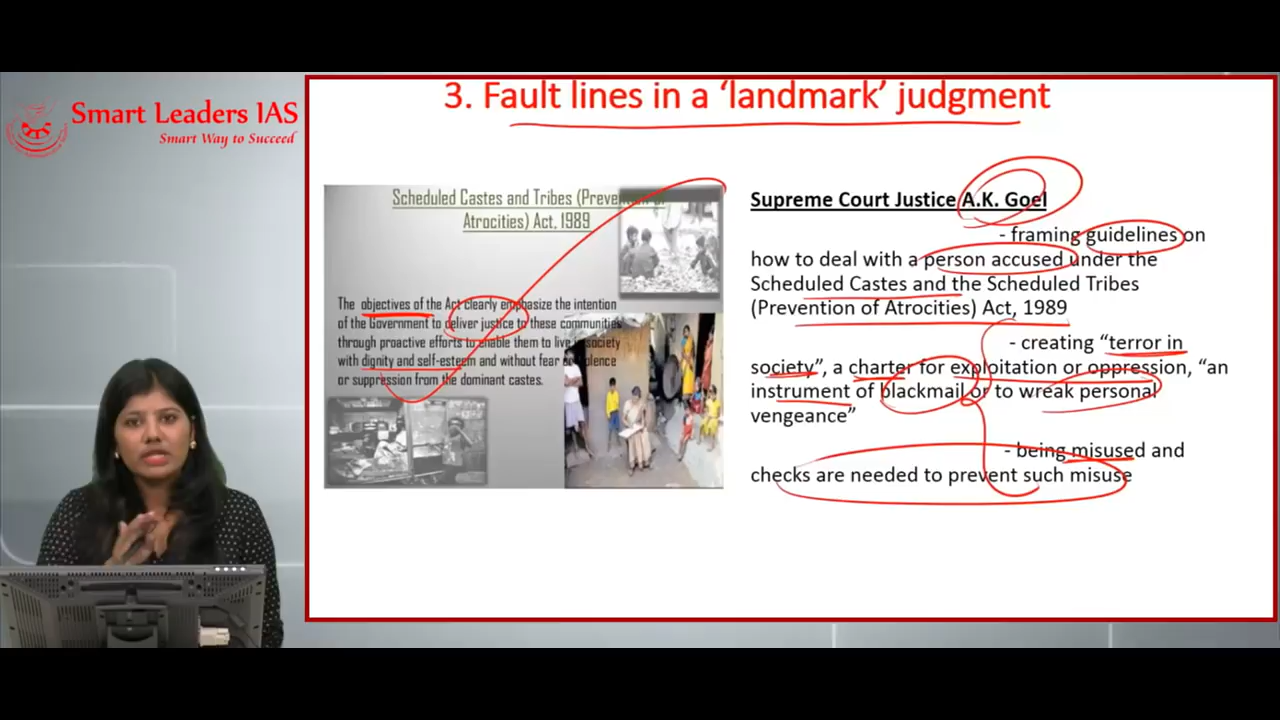 Smart Leaders IAS
Smart Way to Succeed
3. Fault lines in a ‘landmark’ judgment
Scheduled Castes and Tribes (Prevention of
Atrocities) Act, 1989
The objectives of the Act clearly emphasize the intention
of the Government to deliver justice to these communities
through proactive efforts to enable them to live in society
with dignity and self-esteem and without fear or violence
or suppression from the dominant castes.
Supreme Court Justice A.K. Goel
- framing guidelines on
how to deal with a person accused under the
Scheduled Castes and the Scheduled Tribes
(Prevention of Atrocities) Act, 1989
- creating “terror in
society”, a charter for exploitation or oppression, “an
instrument of blackmail or to wreak personal
vengeance”
- being misused and
checks are needed to prevent such misuse